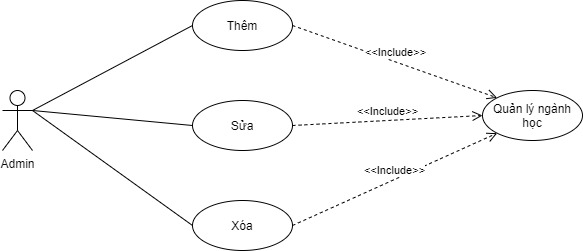 Thêm
<<Include>>
Sửa
<<Include>>
Quản lý ngành
học
Admin
<<Include>>
Xóa